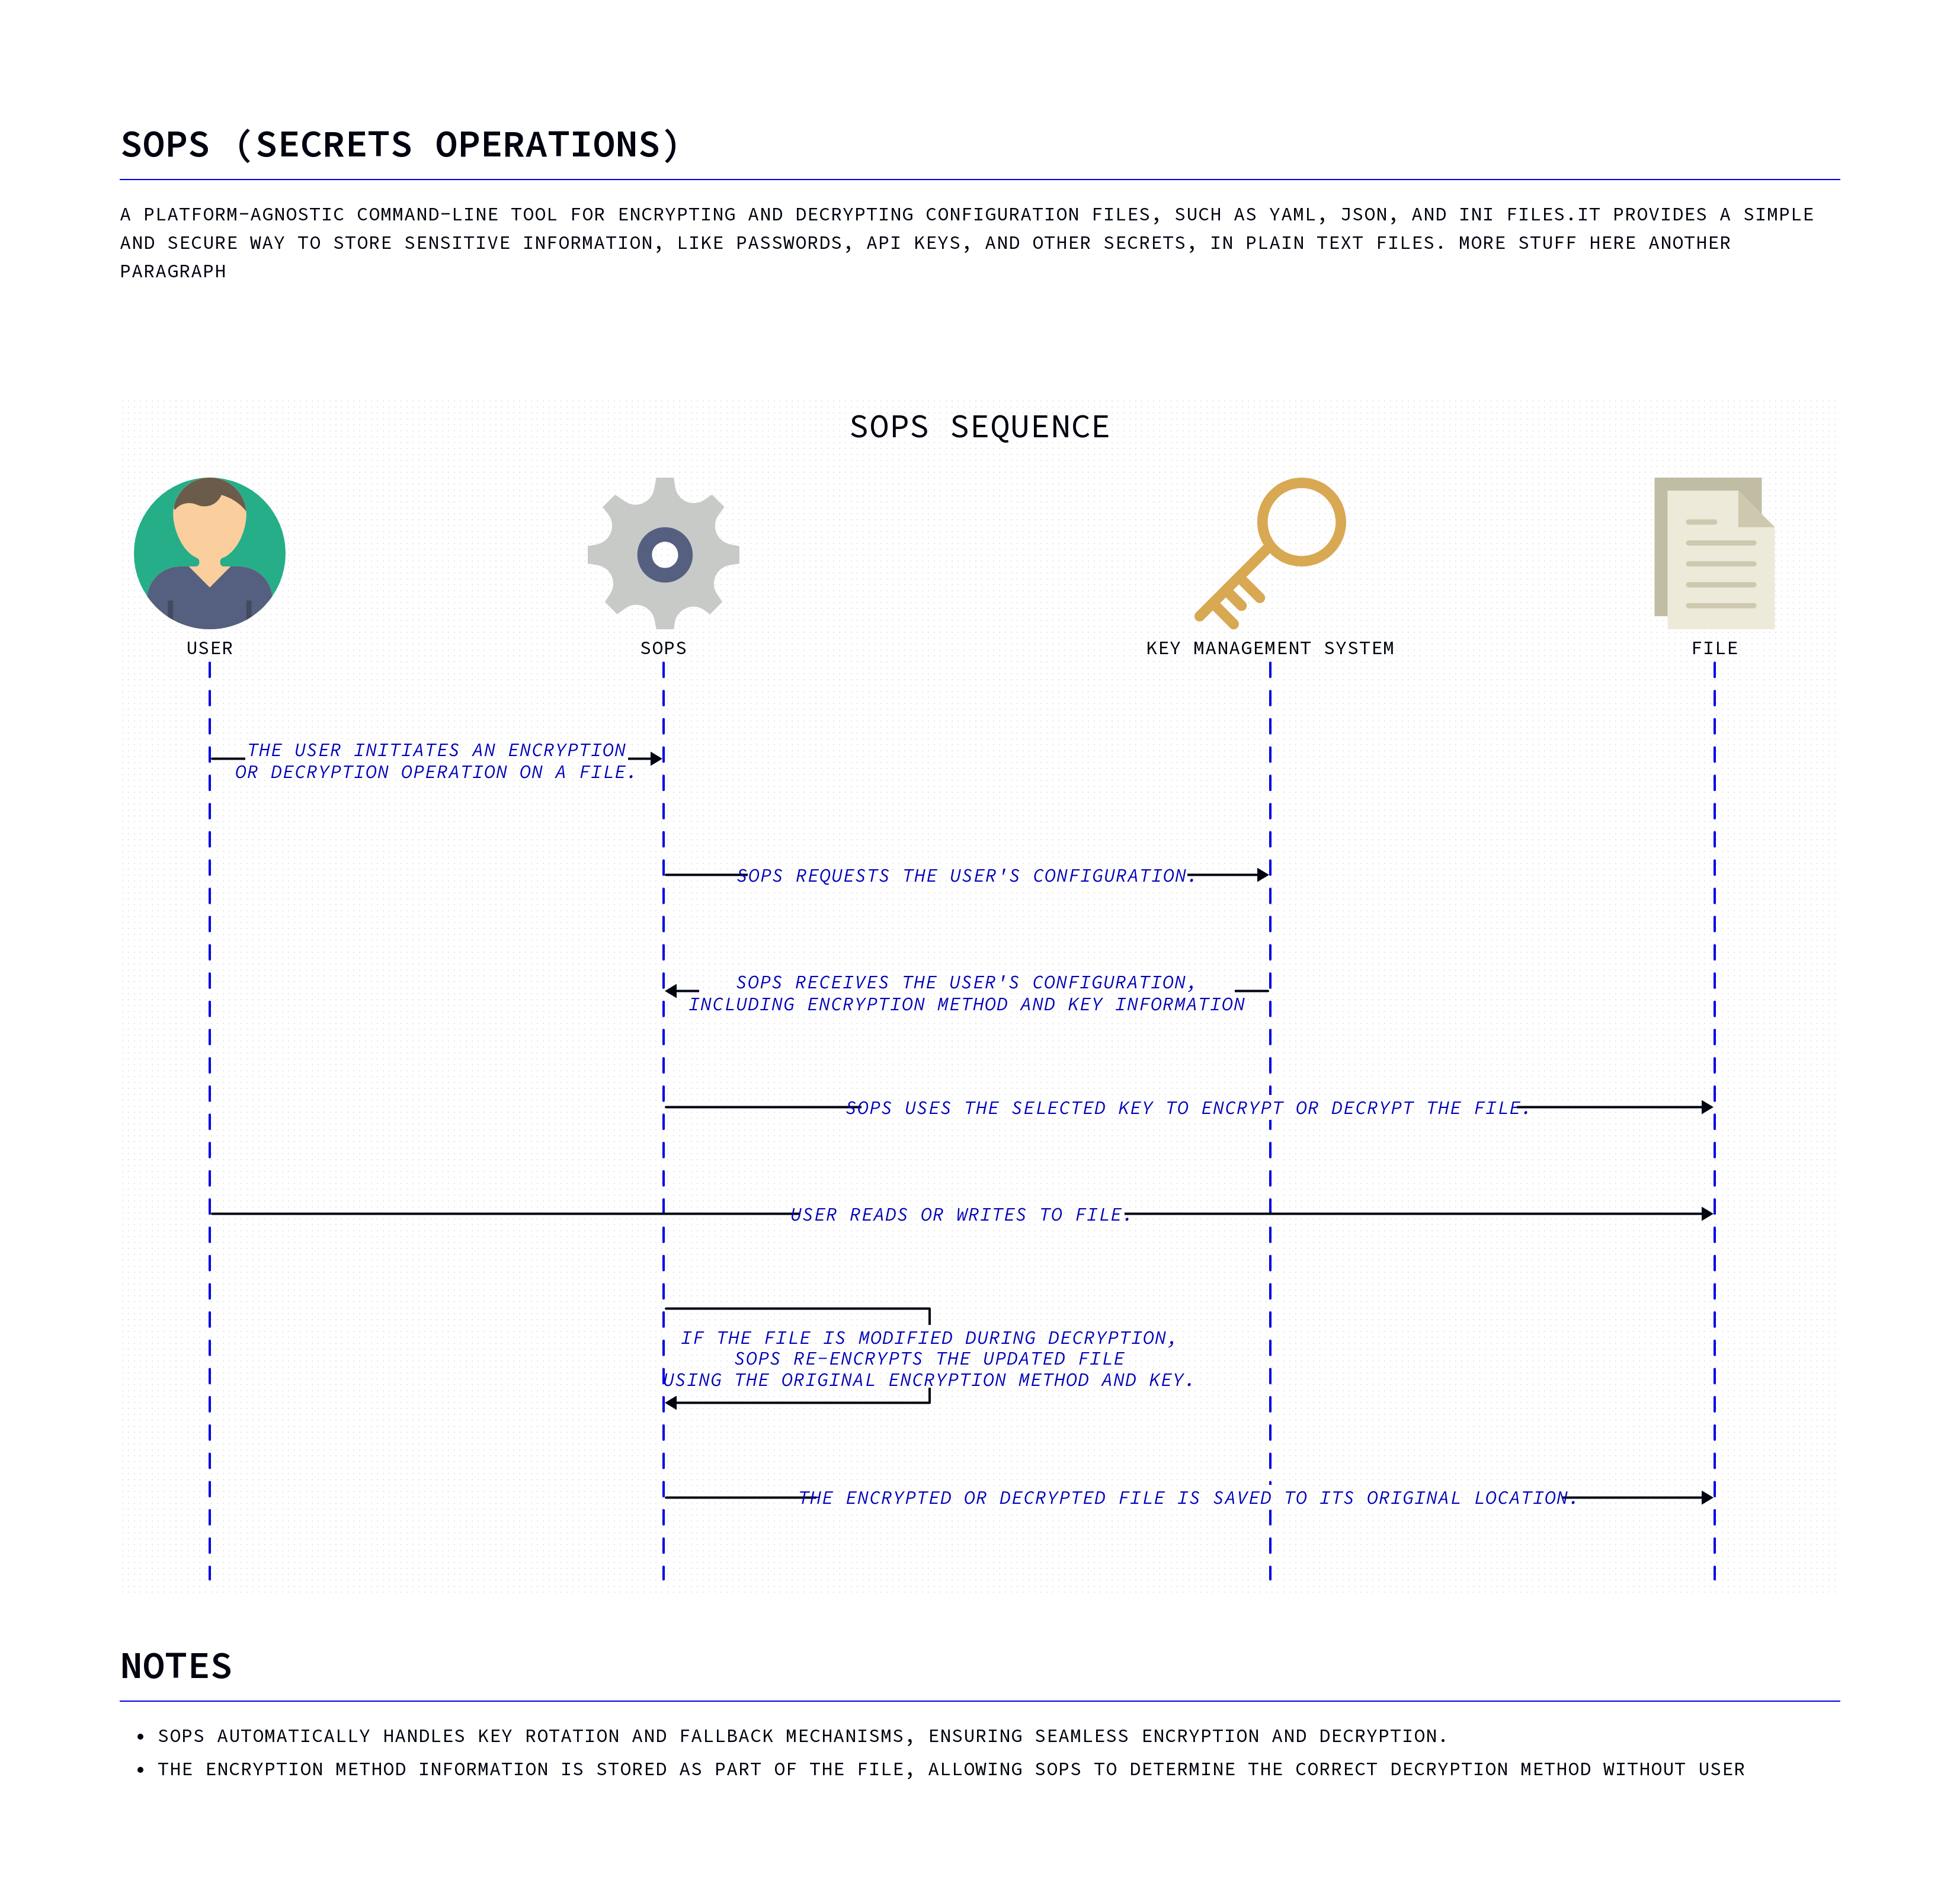 SOPS (SECRETS OPERATIONS)
A PLATFORM-AGNOSTIC COMMAND-LINE TOOL FOR ENCRYPTING AND DECRYPTING CONFIGURATION FILES, SUCH AS YAML, JSON, AND INI FILES.IT PROVIDES A SIMPLE
AND SECURE WAY TO STORE SENSITIVE INFORMATION, LIKE PASSWORDS, API KEYS, AND OTHER SECRETS, IN PLAIN TEXT FILES. MORE STUFF HERE ANOTHER
PARAGRAPH
SOPS SEQUENCE
USER
SOPS
KEY MANAGEMENT SYSTEM
FILE
THE USER INITIATES AN ENCRYPTION
OR DECRYPTION OPERATION ON A FILE.
SOPS REQUESTS THE USER'S CONFIGURATION.
SOPS RECEIVES THE USER'S CONFIGURATION,
INCLUDING ENCRYPTION METHOD AND KEY INFORMATION
SOPS USES THE SELECTED KEY TO ENCRYPT OR DECRYPT THE FILE.
USER READS OR WRITES TO FILE.
IF THE FILE IS MODIFIED DURING DECRYPTION,
SOPS RE-ENCRYPTS THE UPDATED FILE
USING THE ORIGINAL ENCRYPTION METHOD AND KEY.
THE ENCRYPTED OR DECRYPTED FILE IS SAVED TO ITS ORIGINAL LOCATION.
NOTES
• SOPS AUTOMATICALLY HANDLES KEY ROTATION AND FALLBACK MECHANISMS, ENSURING SEAMLESS ENCRYPTION AND DECRYPTION.
• THE ENCRYPTION METHOD INFORMATION IS STORED AS PART OF THE FILE, ALLOWING SOPS TO DETERMINE THE CORRECT DECRYPTION METHOD WITHOUT USER